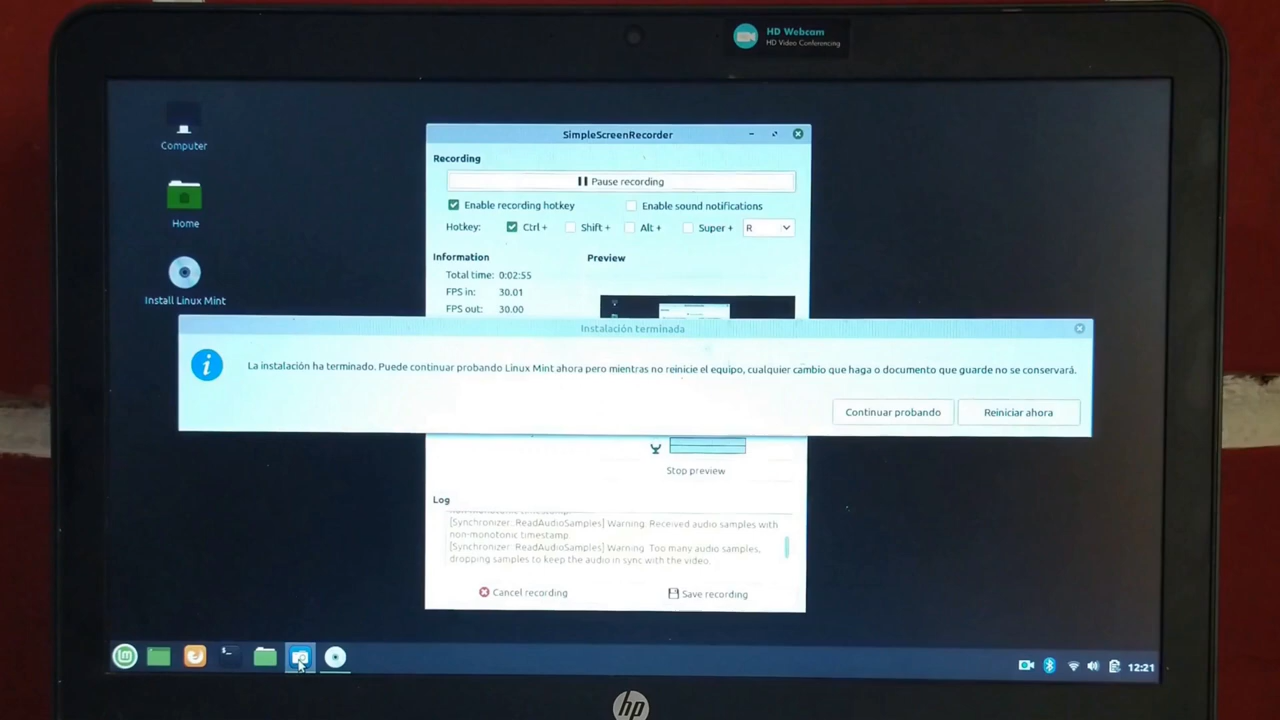 HD Webcam
HD Video Conferencing
Computer
Home
Install Linux Mint
SimpleScreenRecorder
Recording
Pause recording
Enable recording hotkey
Enable sound notifications
Hotkey: Ctrl + Shift + Alt + Super + R
Information
Preview
Total time: 0:02:55
FPS in: 30.01
FPS out: 30.00
Instalación terminada
La instalación ha terminado. Puede continuar probando Linux Mint ahora pero mientras no reinicie el equipo, cualquier cambio que haga o documento que guarde no se conservará.
Continuar probando
Reiniciar ahora
Stop preview
Log
non-monotonic timestamp.
[Synchronizer::ReadAudioSamples] Warning: Received audio samples with
non-monotonic timestamp.
[Synchronizer::ReadAudioSamples] Warning: Too many audio samples,
dropping samples to keep the audio in sync with the video.
Cancel recording
Save recording
12:21
hp